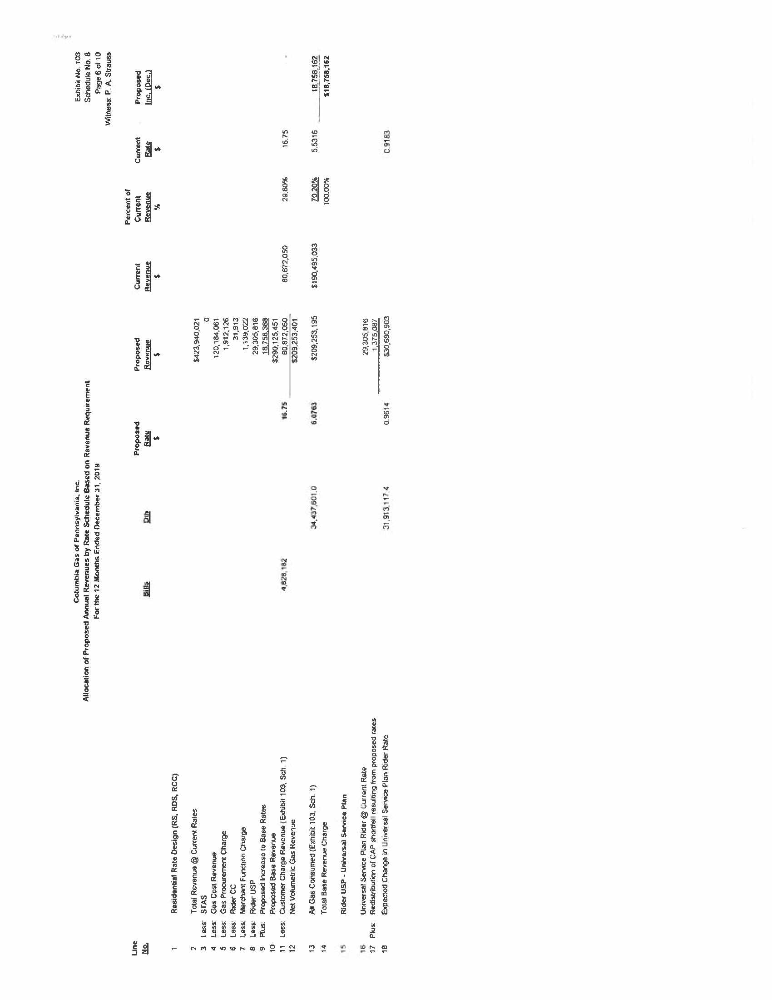 Exhibit No. 103
Schedule No. 8
Page 6 of 10
Witness: P. A. Strauss
Columbia Gas of Pennsylvania, Inc.
Allocation of Proposed Annual Revenues by Rate Schedule Based on Revenue Requirement
For the 12 Months Ended December 31, 2019
Line No. Bills Dth Proposed Rate Proposed Revenue Current Revenue Percent of Current Revenue Current Rate Proposed Inc. (Dec.)
$ $ $ % $ $
1 Residential Rate Design (RS, RDS, RCC)
2 Total Revenue @ Current Rates $423,940,021
3 Less: STAS 0
4 Less: Gas Cost Revenue 120,184,061
5 Less: Gas Procurement Charge 1,912,126
6 Less: Rider CC 31,913
7 Less: Merchant Function Charge 1,139,022
8 Less: Rider USP 29,305,816
9 Plus: Proposed Increase to Base Rates 18,758,368
10 Proposed Base Revenue $290,125,451
11 Less: Customer Charge Revenue (Exhibit 103, Sch. 1) 4,828,182 16.75 80,872,050 80,872,050 29.80% 16.75 -
12 Net Volumetric Gas Revenue $209,253,401
13 All Gas Consumed (Exhibit 103, Sch. 1) 34,437,601.0 6.0763 $209,253,195 $190,495,033 70.20% 5.5316 18,758,162
14 Total Base Revenue Charge 100.00% $18,758,162
15 Rider USP - Universal Service Plan
16 Universal Service Plan Rider @ Current Rate 29,305,816
17 Plus: Redistribution of CAP shortfall resulting from proposed rates 1,375,087
18 Expected Change in Universal Service Plan Rider Rate 31,913,117.4 0.9614 $30,680,903 0.9183